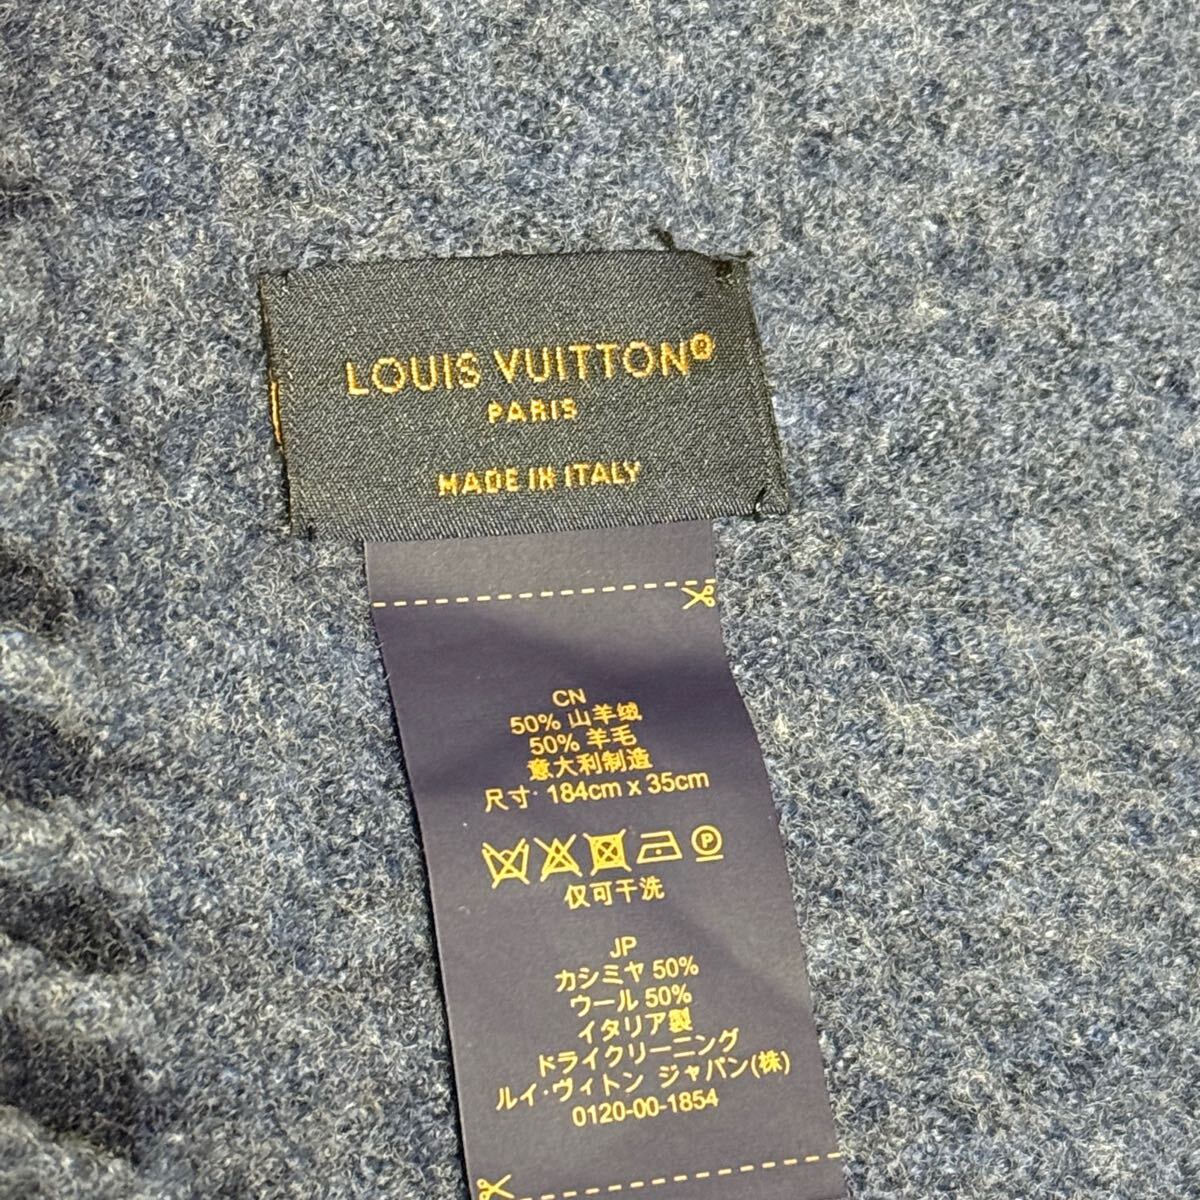 LOUIS VUITTON®
PARIS
MADE IN ITALY
CN
50% 山羊绒
50% 羊毛
意大利制造
尺寸: 184cm x 35cm
P
仅可干洗
JP
カシミヤ 50%
ウール 50%
イタリア製
ドライクリーニング
ルイ・ヴィトン ジャパン(株)
0120-00-1854